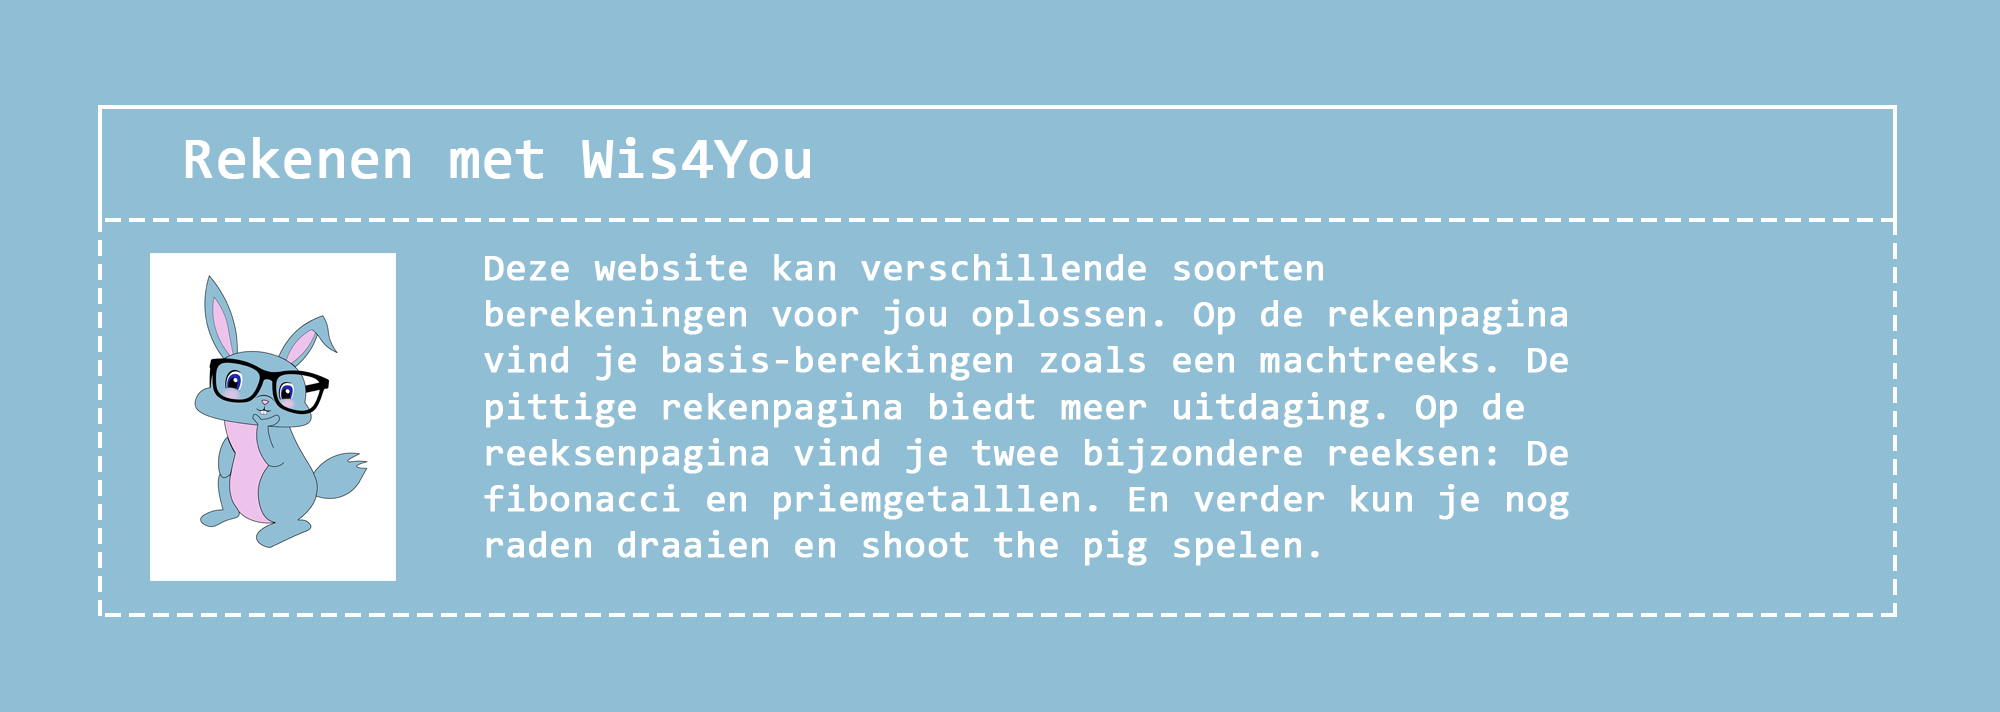 Rekenen met Wis4You
Deze website kan verschillende soorten
berekeningen voor jou oplossen. Op de rekenpagina
vind je basis-berekingen zoals een machtreeks. De
pittige rekenpagina biedt meer uitdaging. Op de
reeksenpagina vind je twee bijzondere reeksen: De
fibonacci en priemgetalllen. En verder kun je nog
raden draaien en shoot the pig spelen.